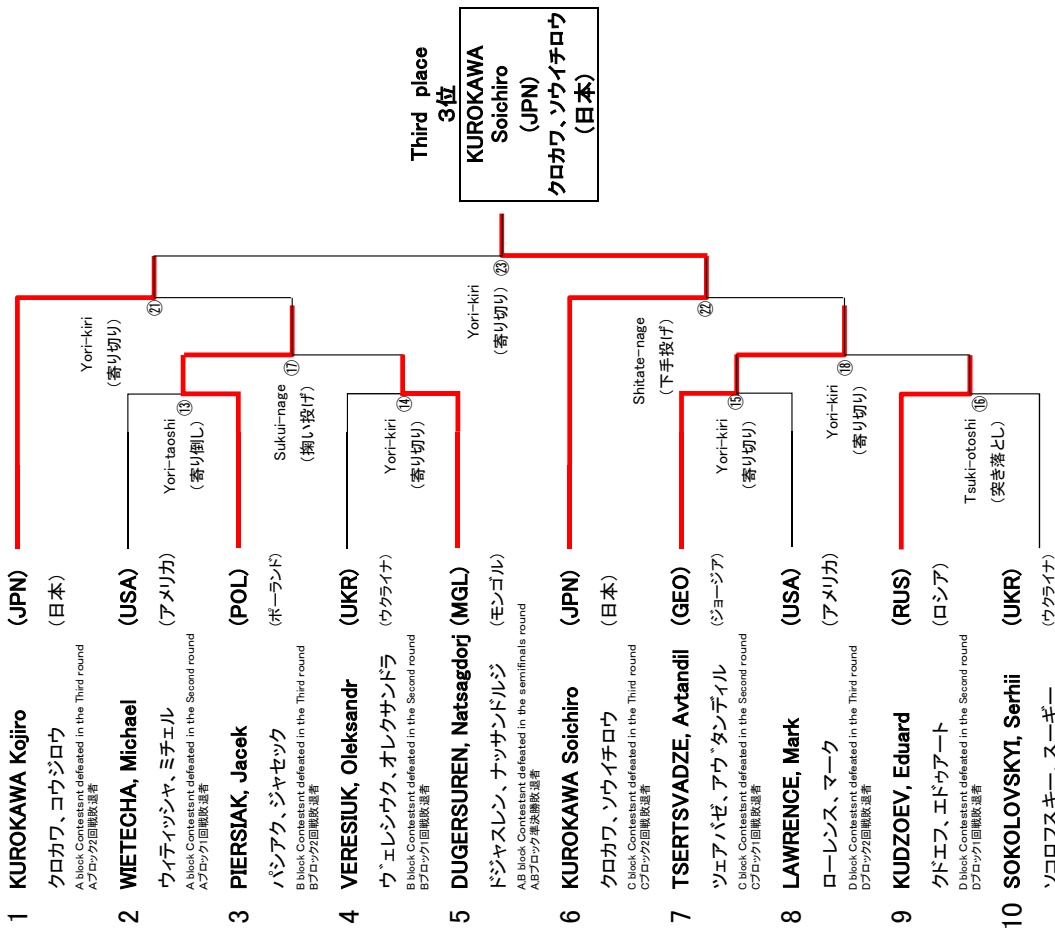 Third place
3位
KUROKAWA
Soichiro
(JPN)
クロカワ、ソウイチロウ
(日本)
1 KUROKAWA Kojiro (JPN)
クロカワ、コウジロウ (日本)
A block Contestsnt defeated in the Third round
Aブロック2回戦敗退者
2 WIETECHA, Michael (USA)
ウィティッシャ、ミチェル (アメリカ)
A block Contestsnt defeated in the Second round
Aブロック1回戦敗退者
3 PIERSIAK, Jacek (POL)
パシアク、ジャセック (ポーランド)
B block Contestsnt defeated in the Third round
Bブロック2回戦敗退者
4 VERESIUK, Oleksandr (UKR)
ヴェレシウク、オレクサンドラ (ウクライナ)
B block Contestsnt defeated in the Second round
Bブロック1回戦敗退者
5 DUGERSUREN, Natsagdorj (MGL)
ドジャスレン、ナッサンドルジ (モンゴル)
A.B block Contestsnt defeated in the semifinals round
A.Bブロック準決勝敗退者
6 KUROKAWA Soichiro (JPN)
クロカワ、ソウイチロウ (日本)
C block Contestsnt defeated in the Third round
Cブロック2回戦敗退者
7 TSERTSVADZE, Avtandil (GEO)
ツェアバゼ、アヴタンディル (ジョージア)
C block Contestsnt defeated in the Second round
Cブロック1回戦敗退者
8 LAWRENCE, Mark (USA)
ローレンス、マーク (アメリカ)
D block Contestsnt defeated in the Third round
Dブロック2回戦敗退者
9 KUDZOEV, Eduard (RUS)
クドエフ、エドゥアート (ロシア)
D block Contestsnt defeated in the Second round
Dブロック1回戦敗退者
10 SOKOLOVSKYI, Serhii (UKR)
ソコロフスキー、スーギー (ウクライナ)
Yori-taoshi ⑬
(寄り倒し)
Yori-kiri ⑭
(寄り切り)
Yori-kiri ⑮
(寄り切り)
Tsuki-otoshi ⑯
(突き落とし)
Sukui-nage ⑰
(掬い投げ)
Yori-kiri ⑱
(寄り切り)
Yori-kiri ㉑
(寄り切り)
Shitate-nage ㉒
(下手投げ)
Yori-kiri ㉓
(寄り切り)